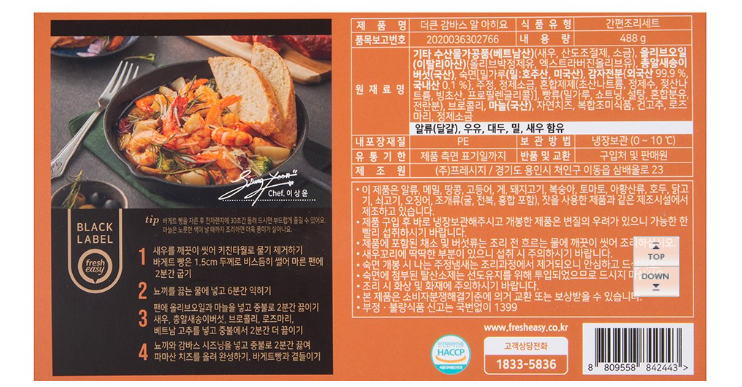 BLACK
LABEL
fresh
easy
Chef. 이 상 윤
tip 바게트 빵을 자른 후 전자렌지에 30초간 돌려 드시면 부드럽게 즐길 수 있어요.
마늘은 노릇한 색이 날 때까지 조리하면 더욱 풍미가 살아나요.
1 새우를 깨끗이 씻어 키친타월로 물기 제거하기
바게트 빵은 1.5cm 두께로 비스듬히 썰어 마른 팬에
2분간 굽기
2 뇨끼를 끓는 물에 넣고 6분간 익히기
3 팬에 올리브오일과 마늘을 넣고 중불로 2분간 끓이기
새우, 총알새송이버섯, 브로콜리, 로즈마리,
베트남 고추를 넣고 중불에서 2분간 더 끓이기
4 뇨끼와 감바스 시즈닝을 넣고 중불로 2분간 끓여
파마산 치즈를 올려 완성하기. 바게트빵과 곁들이기
제 품 명 더큰 감바스 알 아히요 식 품 유 형 간편조리세트
품목보고번호 2020036302766 내 용 량 488 g
원 재 료 명 기타 수산물가공품(베트남산)(새우, 산도조절제, 소금), 올리브오일
(이탈리아산)(올리브박정제유, 엑스트라버진올리브유), 총알새송이
버섯(국산), 숙면[밀가루(밀:호주산, 미국산), 감자전분(외국산 99.9 %,
국내산 0.1 %), 주정, 정제소금, 혼합제제(초산나트륨, 정제수, 젖산나
트륨, 빙초산, 프로필렌글리콜)], 빵류(밀가루, 쇼트닝, 설탕, 혼합분유,
전란분), 브로콜리, 마늘(국산), 자연치즈, 복합조미식품, 건고추, 로즈
마리, 정제소금
알류(달걀), 우유, 대두, 밀, 새우 함유
내포장재질 PE 보 관 방 법 냉장보관 (0 ~ 10 ℃)
유 통 기 한 제품 측면 표기일까지 반품 및 교환 구입처 및 판매원
제 조 원 (주)프레시지 / 경기도 용인시 처인구 이동읍 삼배울로 23
• 이 제품은 알류, 메밀, 땅콩, 고등어, 게, 돼지고기, 복숭아, 토마토, 아황산류, 호두, 닭고
기, 쇠고기, 오징어, 조개류(굴, 전복, 홍합 포함), 잣을 사용한 제품과 같은 제조시설에서
제조하고 있습니다.
• 제품 구입 후 바로 냉장보관해주시고 개봉한 제품은 변질의 우려가 있으니 가능한 한
빨리 섭취하시기 바랍니다.
• 제품에 포함된 채소 및 버섯류는 조리 전 흐르는 물에 깨끗이 씻어 조리하십시오.
• 새우꼬리에 딱딱한 부분이 있으니 섭취 시 주의하시기 바랍니다.
• 숙면 개봉 시 나는 주정냄새는 조리과정에서 제거되오니 안심하고 드
• 숙면에 첨부된 탈산소제는 선도유지를 위해 투입되었으므로 드시지 마
• 조리 시 화상 및 화재에 주의하시기 바랍니다.
• 본 제품은 소비자분쟁해결기준에 의거 교환 또는 보상받을 수 있습니다.
• 부정 · 불량식품 신고는 국번없이 1399
TOP
DOWN
HACCP
www.fresheasy.co.kr
고객상담전화
1833-5836
8 809558 842443 >